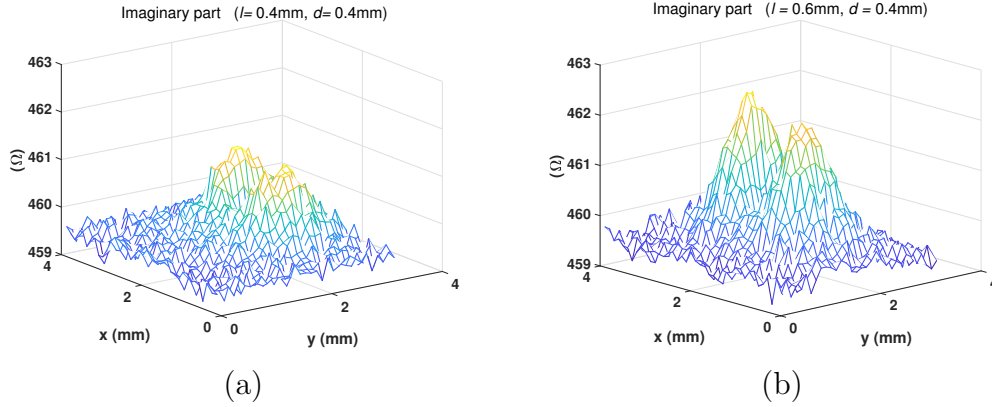 Imaginary part (l= 0.4mm, d= 0.4mm)
463
462
461
460
459
(Ω)
4
2
0
x (mm)
0
2
4
y (mm)
(a)
Imaginary part (l = 0.6mm, d = 0.4mm)
463
462
461
460
459
(Ω)
4
2
0
x (mm)
0
2
4
y (mm)
(b)